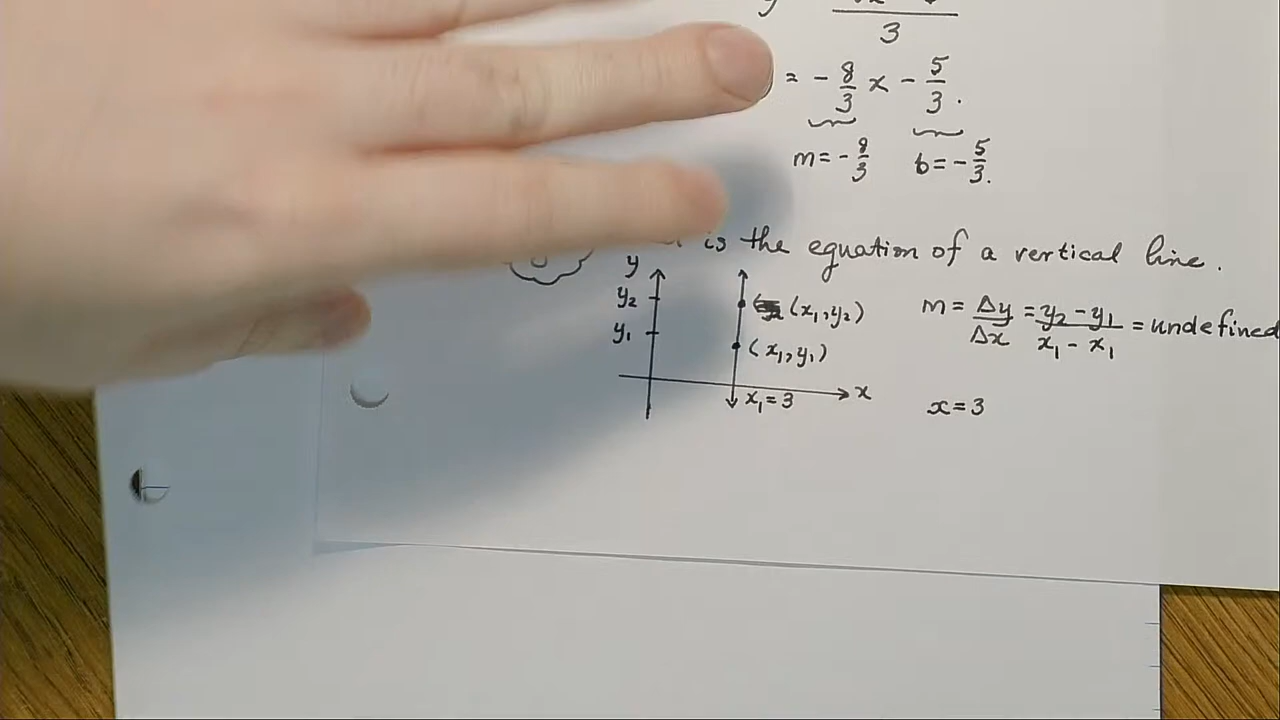 3
= - 8/3 x - 5/3 .
m = - 8/3 b = - 5/3 .
is the equation of a vertical line .
y
y₂
y₁
(x₁, y₂)
(x₁, y₁)
x₁ = 3
x
m = Δy/Δx = y₂ - y₁/x₁ - x₁ = undefined
x = 3